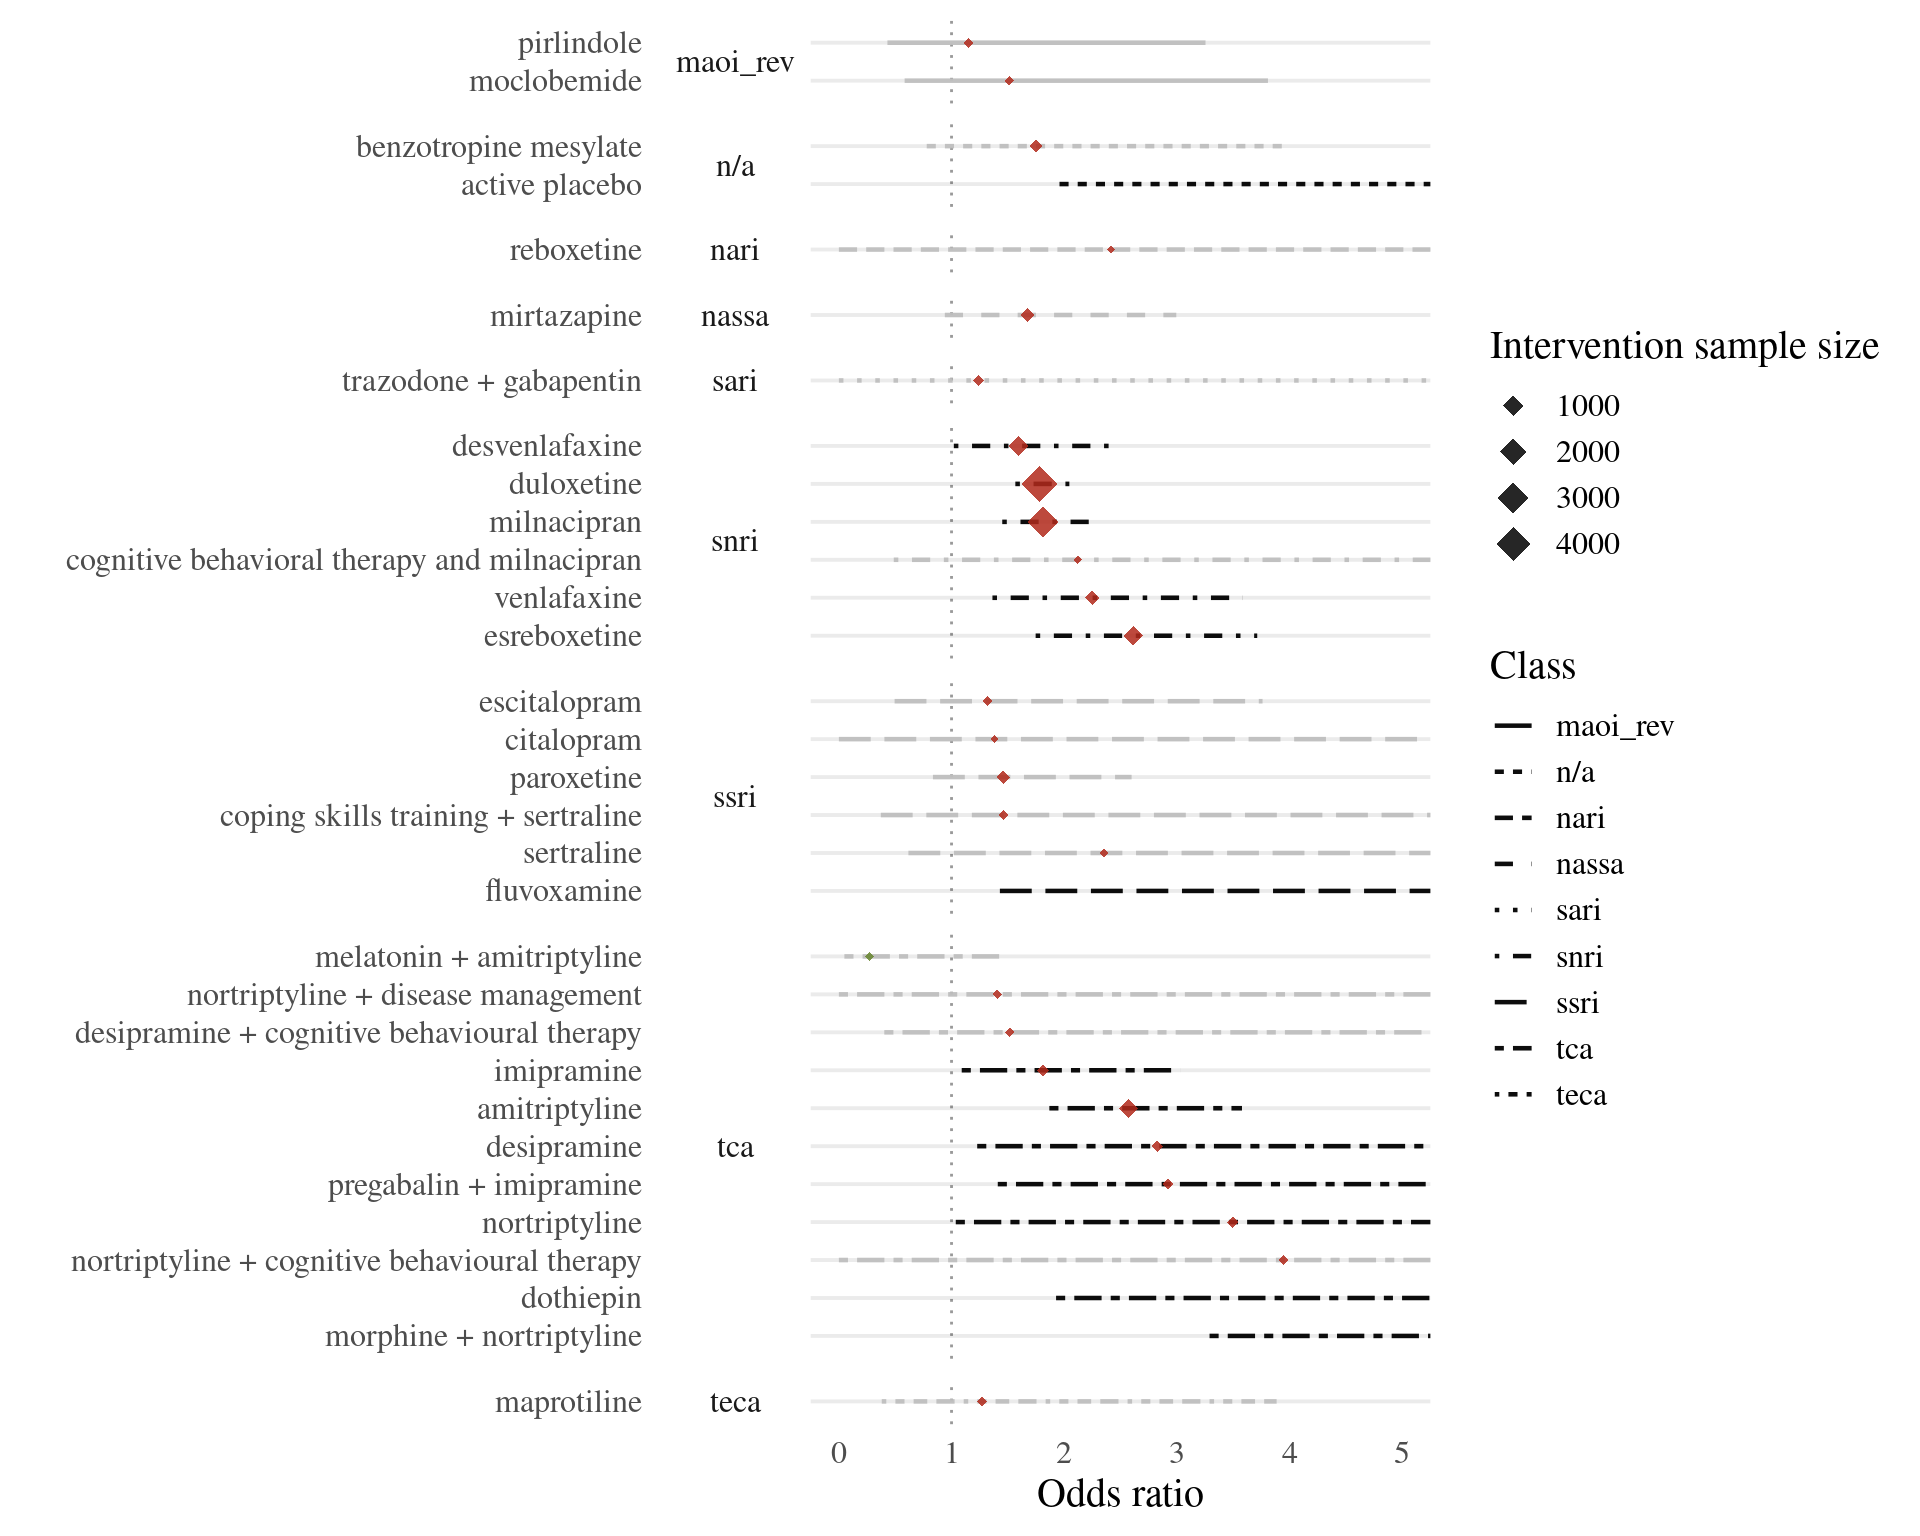 pirlindole
moclobemide
maoi_rev
benzotropine mesylate
active placebo
n/a
reboxetine
nari
mirtazapine
nassa
trazodone + gabapentin
sari
desvenlafaxine
duloxetine
milnacipran
cognitive behavioral therapy and milnacipran
venlafaxine
esreboxetine
snri
escitalopram
citalopram
paroxetine
coping skills training + sertraline
sertraline
fluvoxamine
ssri
melatonin + amitriptyline
nortriptyline + disease management
desipramine + cognitive behavioural therapy
imipramine
amitriptyline
desipramine
pregabalin + imipramine
nortriptyline
nortriptyline + cognitive behavioural therapy
dothiepin
morphine + nortriptyline
tca
maprotiline
teca
0 1 2 3 4 5
Odds ratio
Intervention sample size
1000
2000
3000
4000
Class
maoi_rev
n/a
nari
nassa
sari
snri
ssri
tca
teca